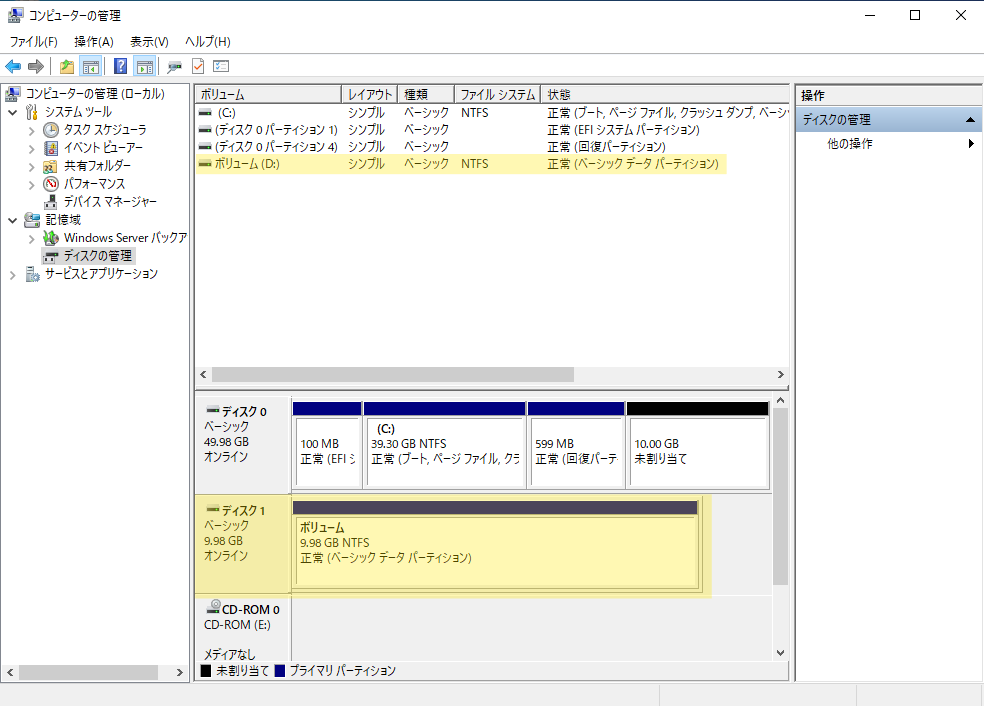 コンピューターの管理
ファイル(F) 操作(A) 表示(V) ヘルプ(H)
コンピューターの管理 (ローカル)
システム ツール
タスク スケジューラ
イベント ビューアー
共有フォルダー
パフォーマンス
デバイス マネージャー
記憶域
Windows Server バックア
ディスクの管理
サービスとアプリケーション
ボリューム レイアウト 種類 ファイル システム 状態
(C:) シンプル ベーシック NTFS 正常 (ブート, ページ ファイル, クラッシュ ダンプ, ベーシ
(ディスク 0 パーティション 1) シンプル ベーシック 正常 (EFI システム パーティション)
(ディスク 0 パーティション 4) シンプル ベーシック 正常 (回復パーティション)
ボリューム (D:) シンプル ベーシック NTFS 正常 (ベーシック データ パーティション)
ディスク 0
ベーシック
49.98 GB
オンライン
100 MB
正常 (EFI シ
(C:)
39.30 GB NTFS
正常 (ブート, ページ ファイル, クラ
599 MB
正常 (回復パーテ
10.00 GB
未割り当て
ディスク 1
ベーシック
9.98 GB
オンライン
ボリューム
9.98 GB NTFS
正常 (ベーシック データ パーティション)
CD-ROM 0
CD-ROM (E:)
メディアなし
未割り当て プライマリ パーティション
操作
ディスクの管理
他の操作